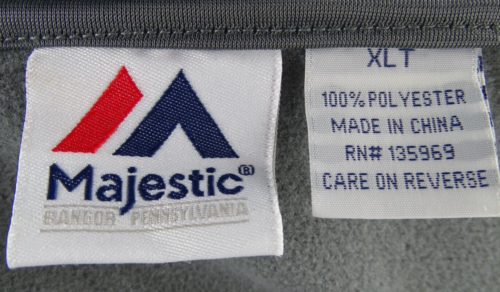 Majestic®
BANGOR PENNSYLVANIA
XLT
100% POLYESTER
MADE IN CHINA
RN# 135969
CARE ON REVERSE